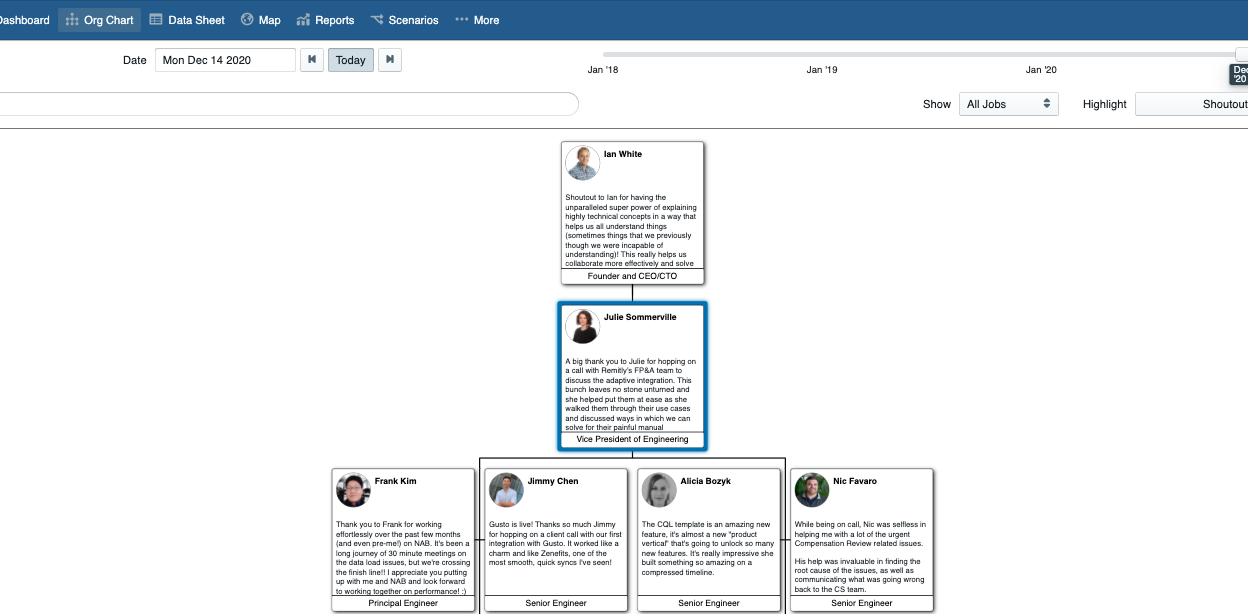 Dashboard Org Chart Data Sheet Map Reports Scenarios More
Date Mon Dec 14 2020 Today
Jan '18 Jan '19 Jan '20 Dec '20
Show All Jobs Highlight Shoutout
Ian White
Shoutout to Ian for having the
unparalleled super power of explaining
highly technical concepts in a way that
helps us all understand things
(sometimes things that we previously
though we were incapable of
understanding)! This really helps us
collaborate more effectively and solve
Founder and CEO/CTO
Julie Sommerville
A big thank you to Julie for hopping on
a call with Remitly's FP&A team to
discuss the adaptive integration. This
bunch leaves no stone unturned and
she helped put them at ease as she
walked them through their use cases
and discussed ways in which we can
solve for their painful manual
Vice President of Engineering
Frank Kim
Thank you to Frank for working
effortlessly over the past few months
(and even pre-me!) on NAB. It's been a
long journey of 30 minute meetings on
the data load issues, but we're crossing
the finish line!! I appreciate you putting
up with me and NAB and look forward
to working together on performance! :)
Principal Engineer
Jimmy Chen
Gusto is live! Thanks so much Jimmy
for hopping on a client call with our first
integration with Gusto. It worked like a
charm and like Zenefits, one of the
most smooth, quick syncs I've seen!
Senior Engineer
Alicia Bozyk
The CQL template is an amazing new
feature, it's almost a new "product
vertical" that's going to unlock so many
new features. It's really impressive she
built something so amazing on a
compressed timeline.
Senior Engineer
Nic Favaro
While being on call, Nic was selfless in
helping me with a lot of the urgent
Compensation Review related issues.
His help was invaluable in finding the
root cause of the issues, as well as
communicating what was going wrong
back to the CS team.
Senior Engineer